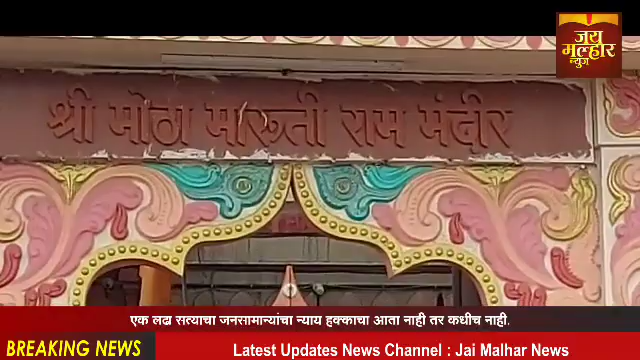 जय
मल्हार
न्युज
श्री मोठा मारुती राम मंदीर
एक लढा सत्याचा जनसामान्यांचा न्याय हक्काचा आता नाही तर कधीच नाही.
BREAKING NEWS
Latest Updates News Channel : Jai Malhar News